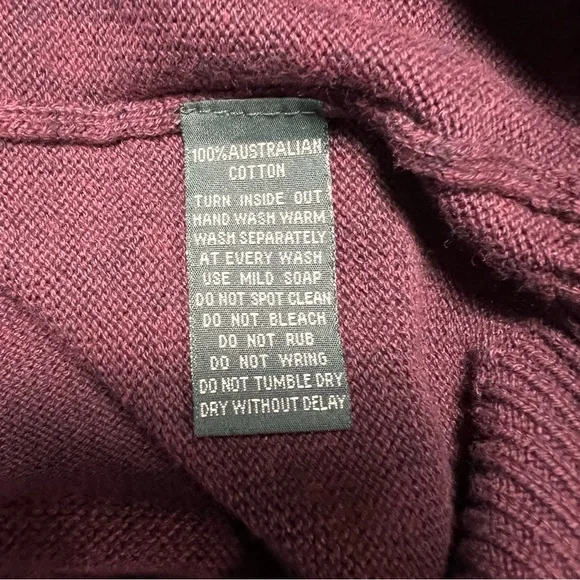 100% AUSTRALIAN
COTTON
TURN INSIDE OUT
HAND WASH WARM
WASH SEPARATELY
AT EVERY WASH
USE MILD SOAP
DO NOT SPOT CLEAN
DO NOT BLEACH
DO NOT RUB
DO NOT WRING
DO NOT TUMBLE DRY
DRY WITHOUT DELAY